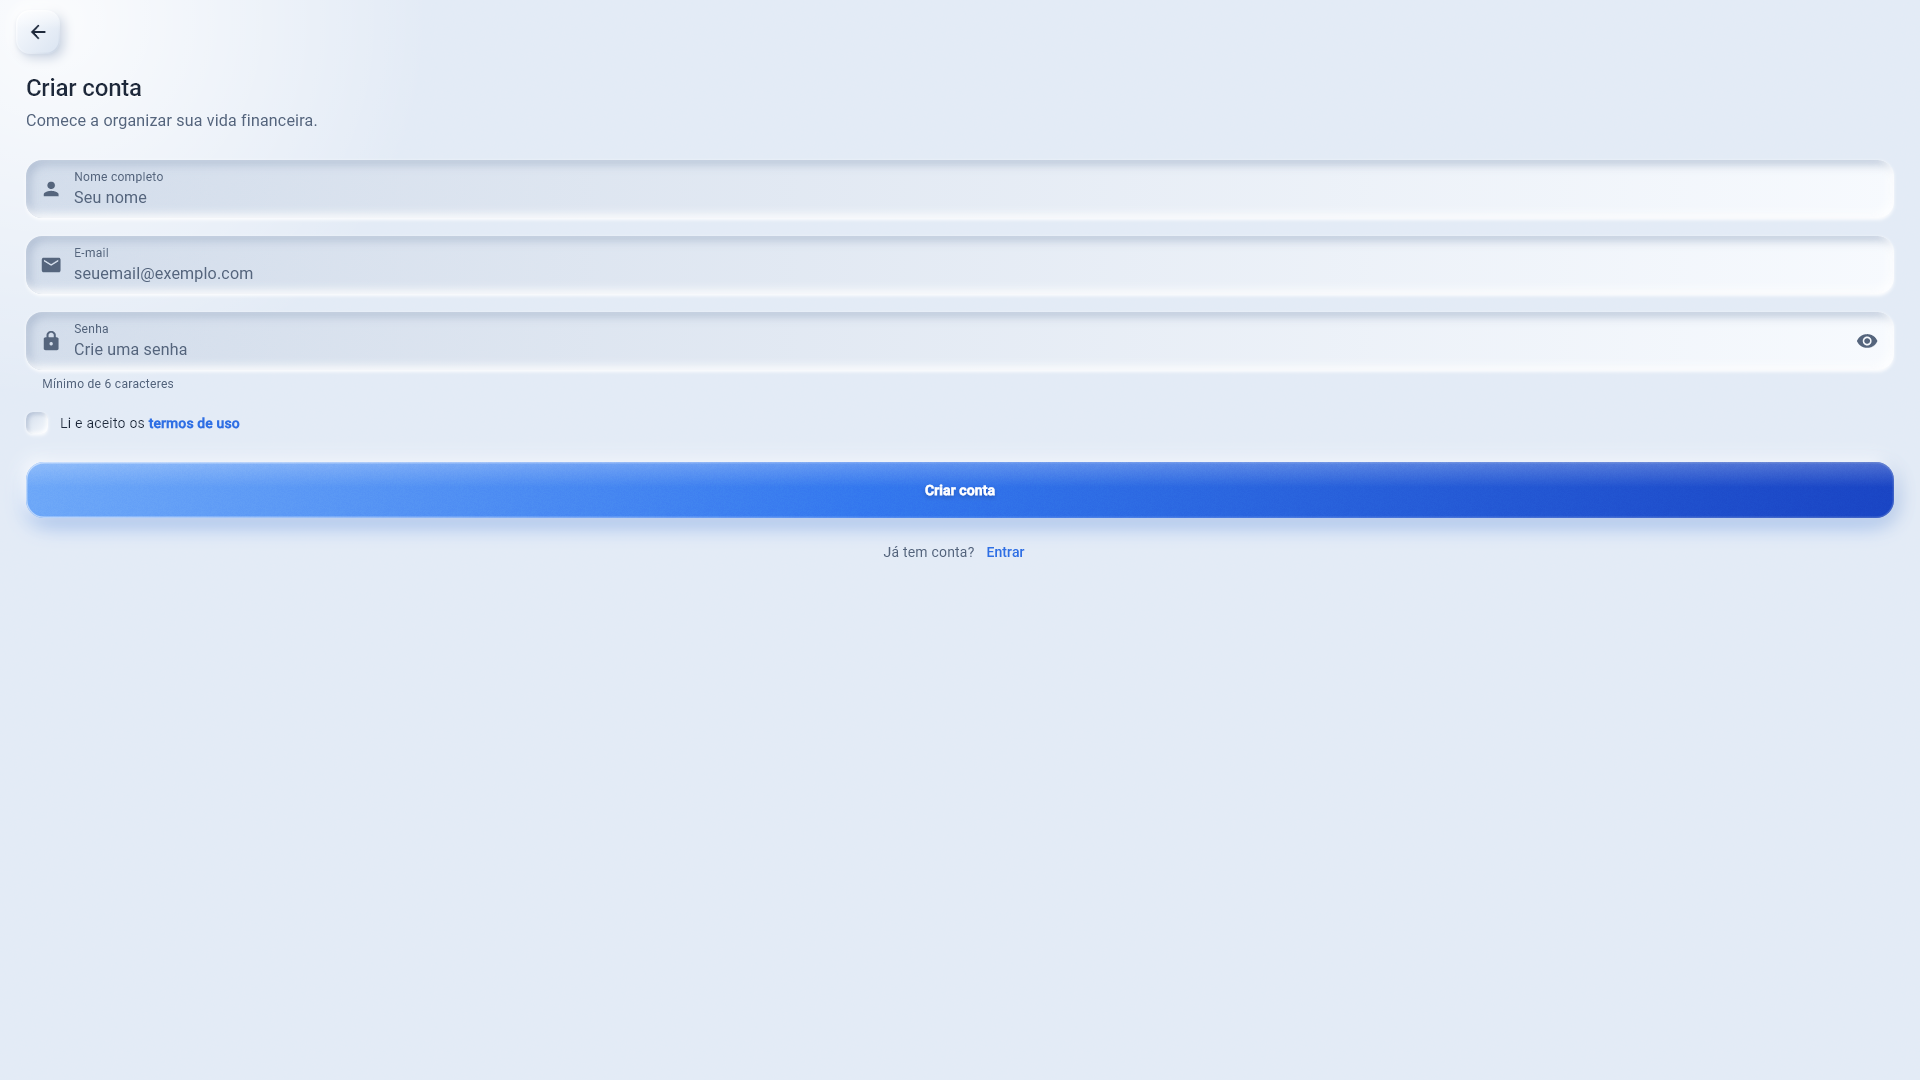 Criar conta
Comece a organizar sua vida financeira.
Nome completo
Seu nome
E-mail
seuemail@exemplo.com
Senha
Crie uma senha
Mínimo de 6 caracteres
Li e aceito os termos de uso
Criar conta
Já tem conta? Entrar